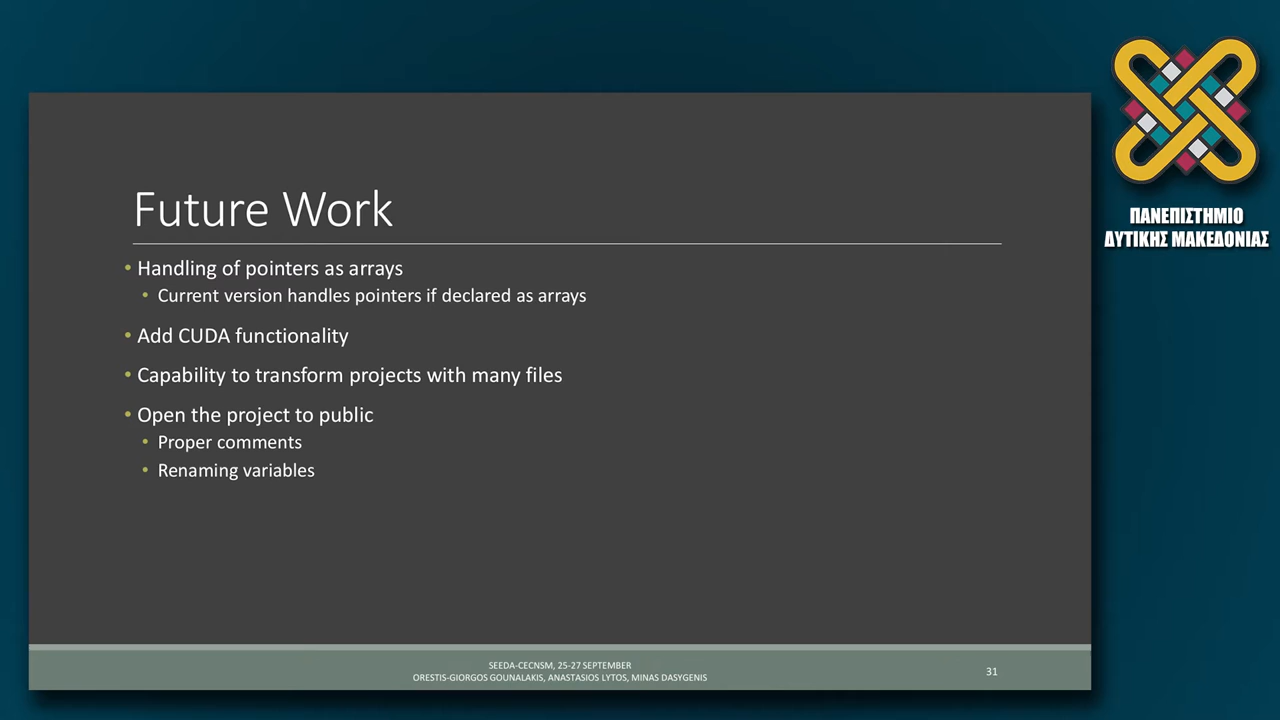 ΠΑΝΕΠΙΣΤΗΜΙΟ
ΔΥΤΙΚΗΣ ΜΑΚΕΔΟΝΙΑΣ
Future Work
• Handling of pointers as arrays
• Current version handles pointers if declared as arrays
• Add CUDA functionality
• Capability to transform projects with many files
• Open the project to public
• Proper comments
• Renaming variables
SEEDA-CECNSM, 25-27 SEPTEMBER
ORESTIS-GIORGOS GOUNALAKIS, ANASTASIOS LYTOS, MINAS DASYGENIS
31